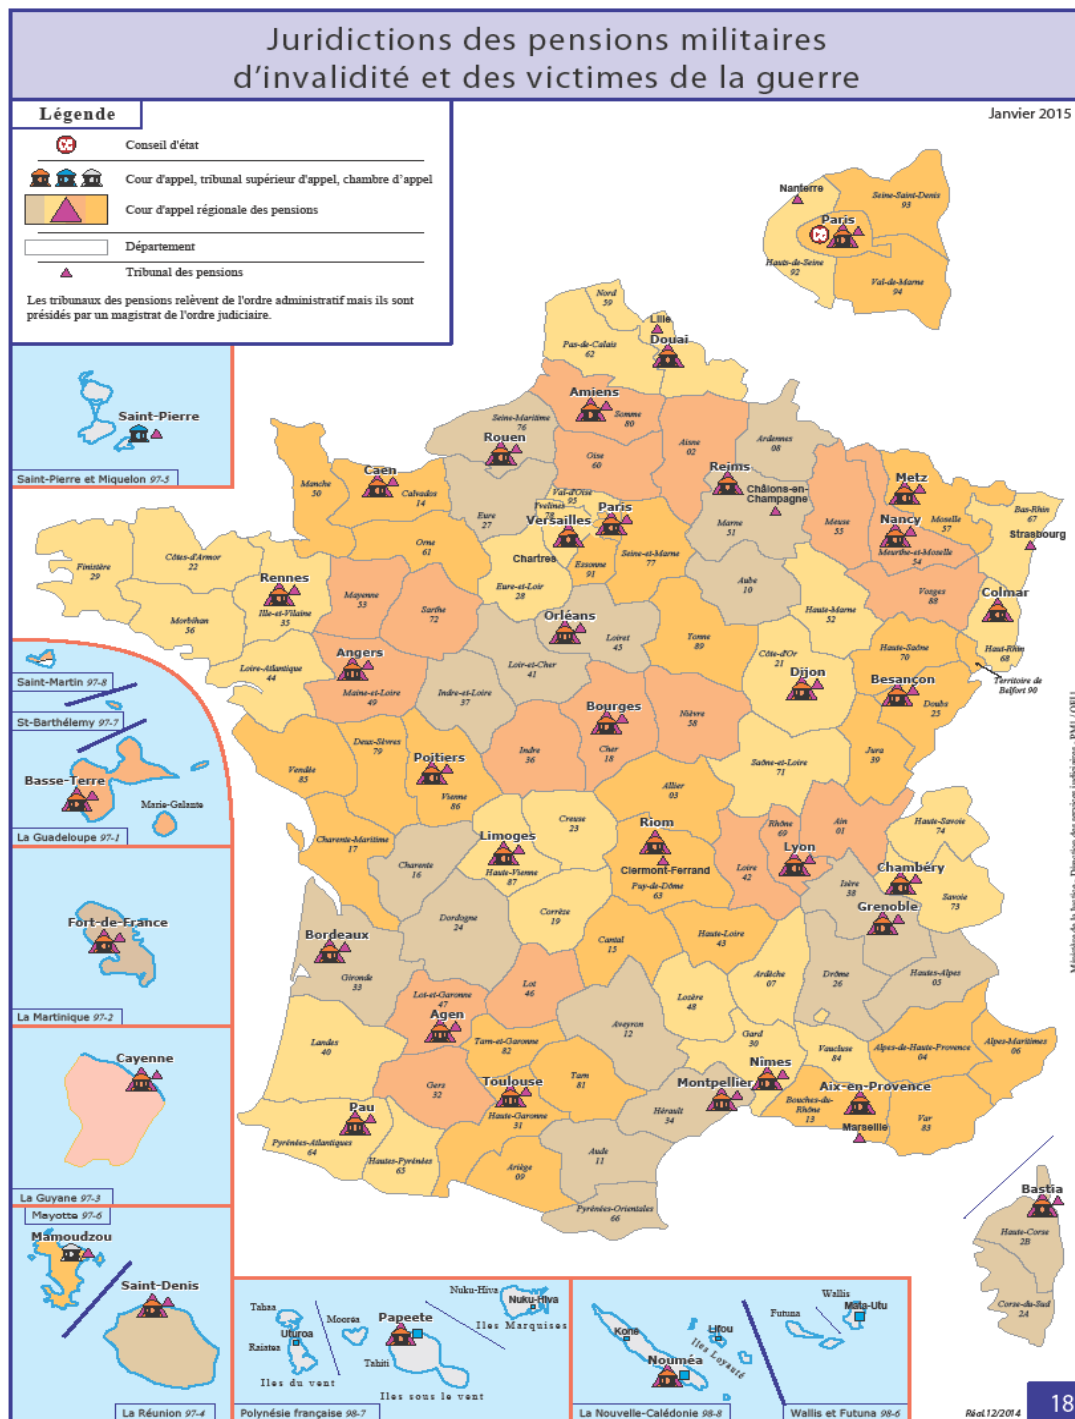 Juridictions des pensions militaires
d'invalidité et des victimes de la guerre
Légende
Conseil d'état
Cour d'appel, tribunal supérieur d'appel, chambre d'appel
Cour d'appel régionale des pensions
Département
Tribunal des pensions
Les tribunaux des pensions relèvent de l'ordre administratif mais ils sont
présidés par un magistrat de l'ordre judiciaire.
Janvier 2015
Nanterre
Seine-Saint-Denis
93
Paris
Hauts-de-Seine
92
Val-de-Marne
94
Nord
59
Lille
Pas-de-Calais
62
Douai
Amiens
Somme
80
Seine-Maritime
76
Rouen
Oise
60
Aisne
02
Ardennes
08
Reims
Châlons-en-
Champagne
Marne
51
Metz
Moselle
57
Bas-Rhin
67
Strasbourg
Nancy
Meurthe-et-Moselle
54
Meuse
55
Vosges
88
Colmar
Haut-Rhin
68
Territoire de
Belfort 90
Manche
50
Caen
Calvados
14
Orne
61
Eure
27
Val-d'Oise
95
Yvelines
78
Versailles
Paris
Essonne
91
Seine-et-Marne
77
Chartres
Eure-et-Loir
28
Aube
10
Haute-Marne
52
Finistère
29
Côtes-d'Armor
22
Morbihan
56
Rennes
Ille-et-Vilaine
35
Loire-Atlantique
44
Mayenne
53
Sarthe
72
Angers
Maine-et-Loire
49
Orléans
Loiret
45
Loir-et-Cher
41
Indre-et-Loire
37
Yonne
89
Côte-d'Or
21
Dijon
Haute-Saône
70
Besançon
Doubs
25
Jura
39
Bourges
Cher
18
Indre
36
Nièvre
58
Saône-et-Loire
71
Vendée
85
Deux-Sèvres
79
Poitiers
Vienne
86
Charente-Maritime
17
Charente
16
Limoges
Haute-Vienne
87
Creuse
23
Corrèze
19
Allier
03
Riom
Clermont-Ferrand
Puy-de-Dôme
63
Cantal
15
Haute-Loire
43
Loire
42
Rhône
69
Lyon
Ain
01
Haute-Savoie
74
Chambéry
Savoie
73
Isère
38
Grenoble
Drôme
26
Hautes-Alpes
05
Ardèche
07
Bordeaux
Gironde
33
Dordogne
24
Lot-et-Garonne
47
Agen
Lot
46
Gers
32
Landes
40
Pau
Pyrénées-Atlantiques
64
Hautes-Pyrénées
65
Tarn-et-Garonne
82
Toulouse
Haute-Garonne
31
Tarn
81
Ariège
09
Aveyron
12
Lozère
48
Gard
30
Nîmes
Montpellier
Hérault
34
Aude
11
Pyrénées-Orientales
66
Vaucluse
84
Alpes-de-Haute-Provence
04
Alpes-Maritimes
06
Aix-en-Provence
Bouches-du-
Rhône
13
Marseille
Var
83
Bastia
Haute-Corse
2B
Corse-du-Sud
2A
Saint-Pierre
Saint-Pierre et Miquelon 97-5
Saint-Martin 97-8
St-Barthélemy 97-7
Basse-Terre
Marie-Galante
La Guadeloupe 97-1
Fort-de-France
La Martinique 97-2
Cayenne
La Guyane 97-3
Mayotte 97-6
Mamoudzou
Saint-Denis
La Réunion 97-4
Tahaa
Uturoa
Raiatea
Iles du vent
Mooréa
Papeete
Tahiti
Iles sous le vent
Nuku-Hiva
Nuku-Hiva
Iles Marquises
Polynésie française 98-7
Koné
Lifou
Iles Loyauté
Nouméa
La Nouvelle-Calédonie 98-8
Wallis
Mata-Utu
Futuna
Wallis et Futuna 98-6
Réal.12/2014
18